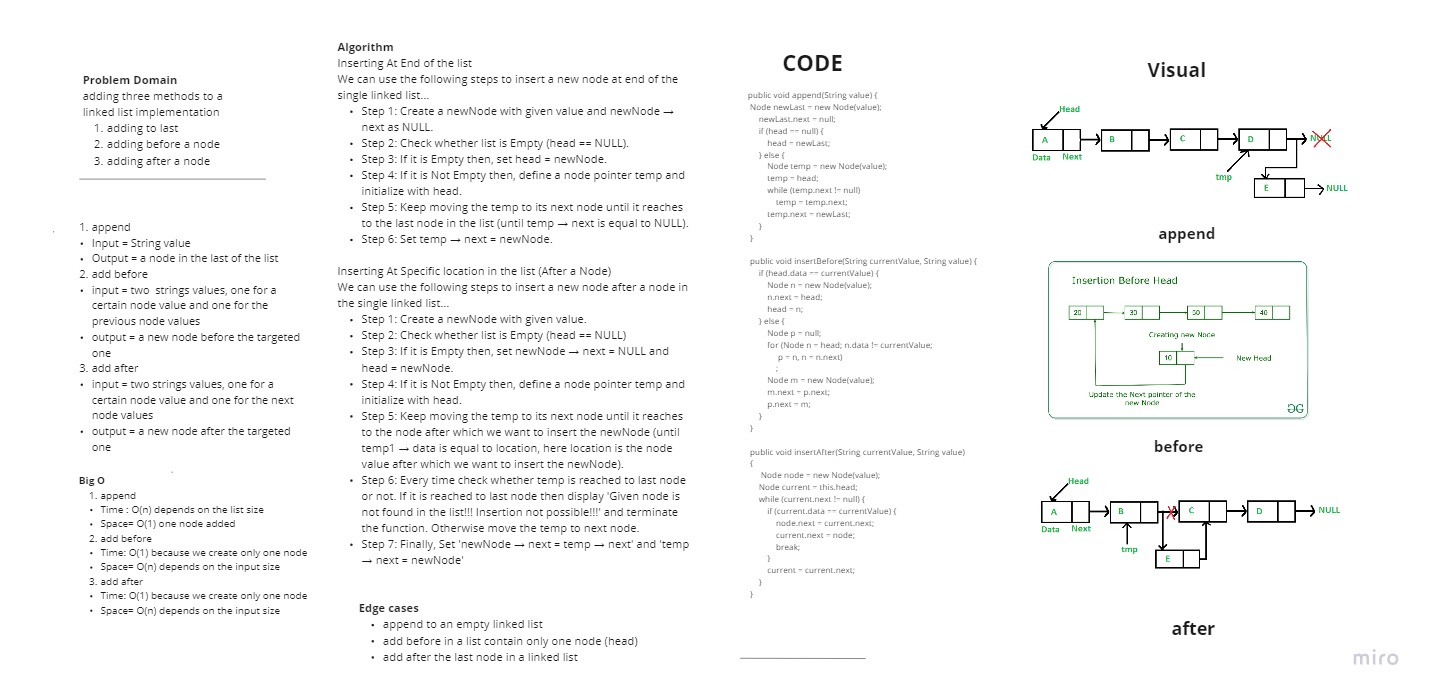 Problem Domain
adding three methods to a
linked list implementation
1. adding to last
2. adding before a node
3. adding after a node
1. append
• Input = String value
• Output = a node in the last of the list
2. add before
• input = two strings values, one for a
certain node value and one for the
previous node values
• output = a new node before the targeted
one
3. add after
• input = two strings values, one for a
certain node value and one for the next
node values
• output = a new node after the targeted
one
Big O
1. append
• Time : O(n) depends on the list size
• Space= O(1) one node added
2. add before
• Time: O(1) because we create only one node
• Space= O(n) depends on the input size
3. add after
• Time: O(1) because we create only one node
• Space= O(n) depends on the input size
Algorithm
Inserting At End of the list
We can use the following steps to insert a new node at end of the
single linked list...
• Step 1: Create a newNode with given value and newNode →
next as NULL.
• Step 2: Check whether list is Empty (head == NULL).
• Step 3: If it is Empty then, set head = newNode.
• Step 4: If it is Not Empty then, define a node pointer temp and
initialize with head.
• Step 5: Keep moving the temp to its next node until it reaches
to the last node in the list (until temp → next is equal to NULL).
• Step 6: Set temp → next = newNode.
Inserting At Specific location in the list (After a Node)
We can use the following steps to insert a new node after a node in
the single linked list...
• Step 1: Create a newNode with given value.
• Step 2: Check whether list is Empty (head == NULL)
• Step 3: If it is Empty then, set newNode → next = NULL and
head = newNode.
• Step 4: If it is Not Empty then, define a node pointer temp and
initialize with head.
• Step 5: Keep moving the temp to its next node until it reaches
to the node after which we want to insert the newNode (until
temp1 → data is equal to location, here location is the node
value after which we want to insert the newNode).
• Step 6: Every time check whether temp is reached to last node
or not. If it is reached to last node then display 'Given node is
not found in the list!!! Insertion not possible!!!' and terminate
the function. Otherwise move the temp to next node.
• Step 7: Finally, Set 'newNode → next = temp → next' and 'temp
→ next = newNode'
Edge cases
• append to an empty linked list
• add before in a list contain only one node (head)
• add after the last node in a linked list
CODE
public void append(String value) {
Node newLast = new Node(value);
newLast.next = null;
if (head == null) {
head = newLast;
} else {
Node temp = new Node(value);
temp = head;
while (temp.next != null)
temp = temp.next;
temp.next = newLast;
}
}
public void insertBefore(String currentValue, String value) {
if (head.data == currentValue) {
Node n = new Node(value);
n.next = head;
head = n;
} else {
Node p = null;
for (Node n = head; n.data != currentValue;
p = n, n = n.next)
;
Node m = new Node(value);
m.next = p.next;
p.next = m;
}
}
public void insertAfter(String currentValue, String value)
{
Node node = new Node(value);
Node current = this.head;
while (current.next != null) {
if (current.data == currentValue) {
node.next = current.next;
current.next = node;
break;
}
current = current.next;
}
}
Visual
Head
A B C D NULL
Data Next
tmp
E NULL
append
Insertion Before Head
20 30 50 40
Creating new Node
10 New Head
Update the Next pointer of the
new Node
GG
before
Head
A B C D NULL
Data Next
tmp
E
after
miro